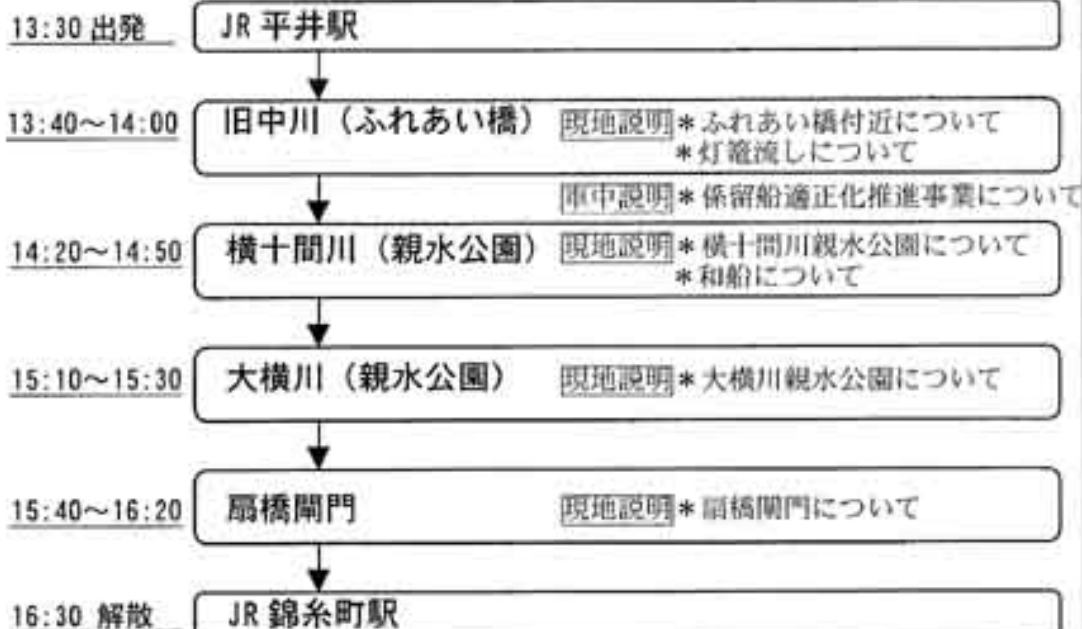 13:30 出発 JR 平井駅
13:40～14:00 旧中川（ふれあい橋） 現地説明＊ふれあい橋付近について
＊灯篭流しについて
車中説明＊係留船適正化推進事業について
14:20～14:50 横十間川（親水公園） 現地説明＊横十間川親水公園について
＊和船について
15:10～15:30 大横川（親水公園） 現地説明＊大横川親水公園について
15:40～16:20 扇橋閘門 現地説明＊扇橋閘門について
16:30 解散 JR 錦糸町駅